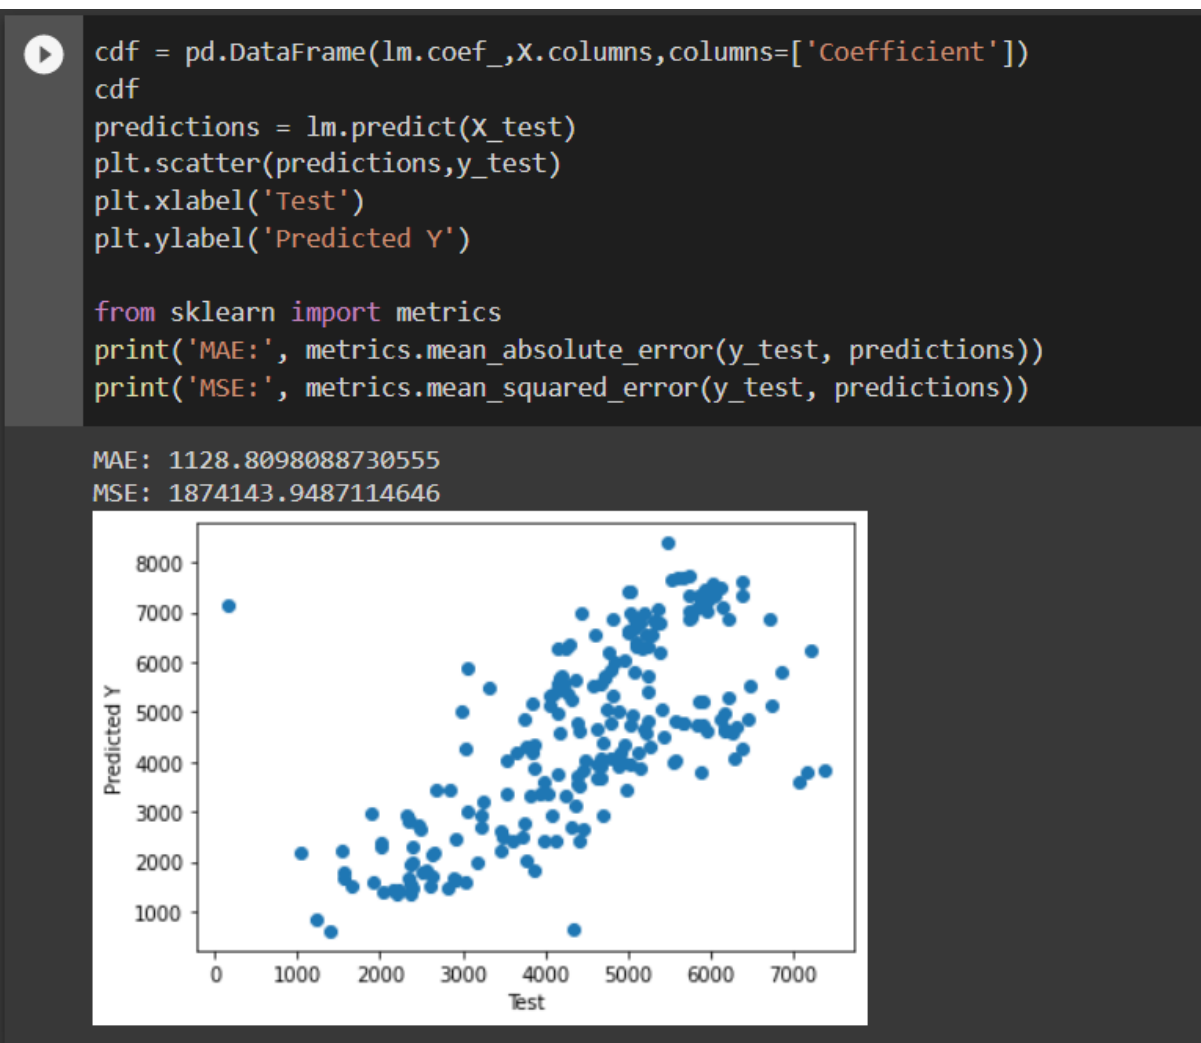 cdf = pd.DataFrame(lm.coef_,X.columns,columns=['Coefficient'])
cdf
predictions = lm.predict(X_test)
plt.scatter(predictions,y_test)
plt.xlabel('Test')
plt.ylabel('Predicted Y')
from sklearn import metrics
print('MAE:', metrics.mean_absolute_error(y_test, predictions))
print('MSE:', metrics.mean_squared_error(y_test, predictions))
MAE: 1128.8098088730555
MSE: 1874143.9487114646
8000
7000
6000
5000
4000
3000
2000
1000
Predicted Y
0 1000 2000 3000 4000 5000 6000 7000
Test